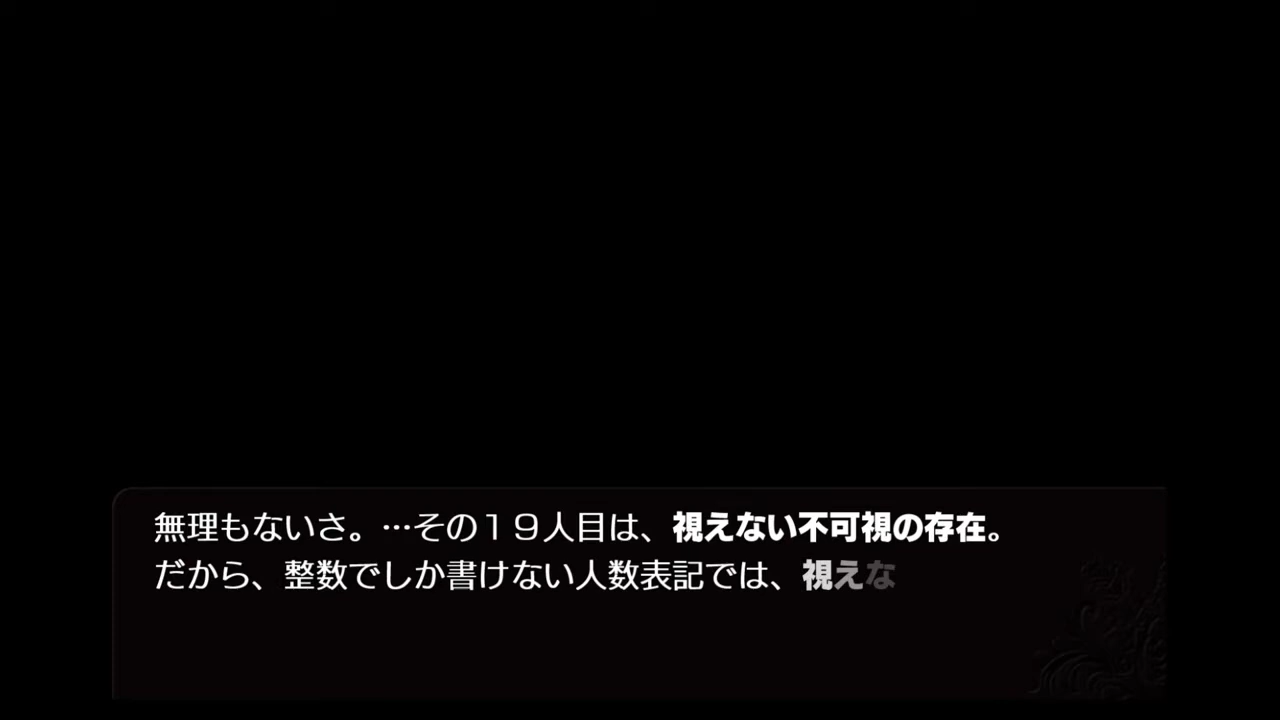 無理もないさ。…その１９人目は、視えない不可視の存在。
だから、整数でしか書けない人数表記では、視えな